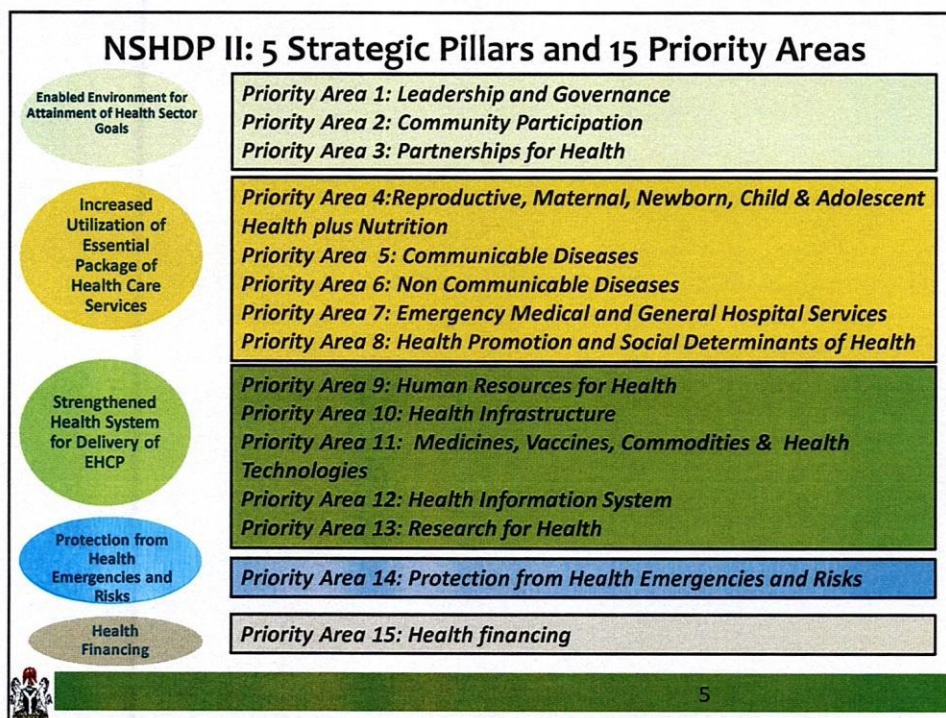 NSHDP II: 5 Strategic Pillars and 15 Priority Areas
Enabled Environment for
Attainment of Health Sector
Goals
Priority Area 1: Leadership and Governance
Priority Area 2: Community Participation
Priority Area 3: Partnerships for Health
Increased
Utilization of
Essential
Package of
Health Care
Services
Priority Area 4:Reproductive, Maternal, Newborn, Child & Adolescent
Health plus Nutrition
Priority Area 5: Communicable Diseases
Priority Area 6: Non Communicable Diseases
Priority Area 7: Emergency Medical and General Hospital Services
Priority Area 8: Health Promotion and Social Determinants of Health
Strengthened
Health System
for Delivery of
EHCP
Priority Area 9: Human Resources for Health
Priority Area 10: Health Infrastructure
Priority Area 11: Medicines, Vaccines, Commodities & Health
Technologies
Priority Area 12: Health Information System
Priority Area 13: Research for Health
Protection from
Health
Emergencies and
Risks
Priority Area 14: Protection from Health Emergencies and Risks
Health
Financing
Priority Area 15: Health financing
5